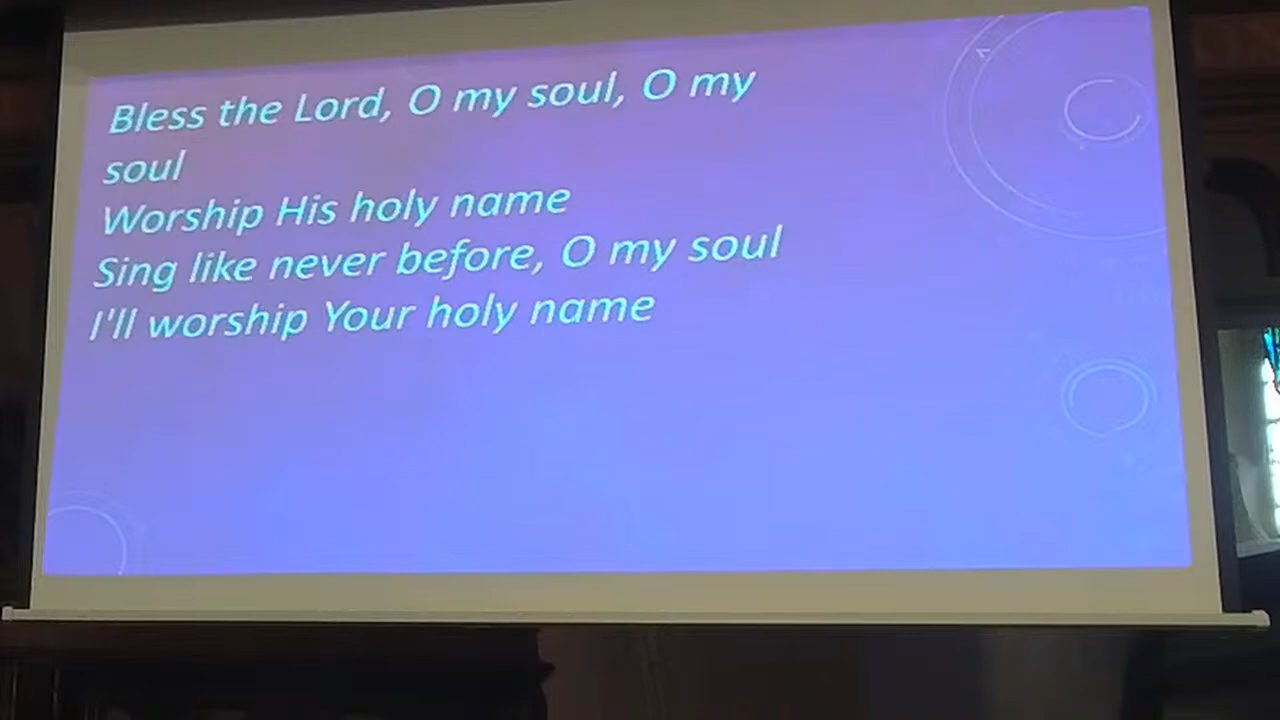 Bless the Lord, O my soul, O my
soul
Worship His holy name
Sing like never before, O my soul
I'll worship Your holy name